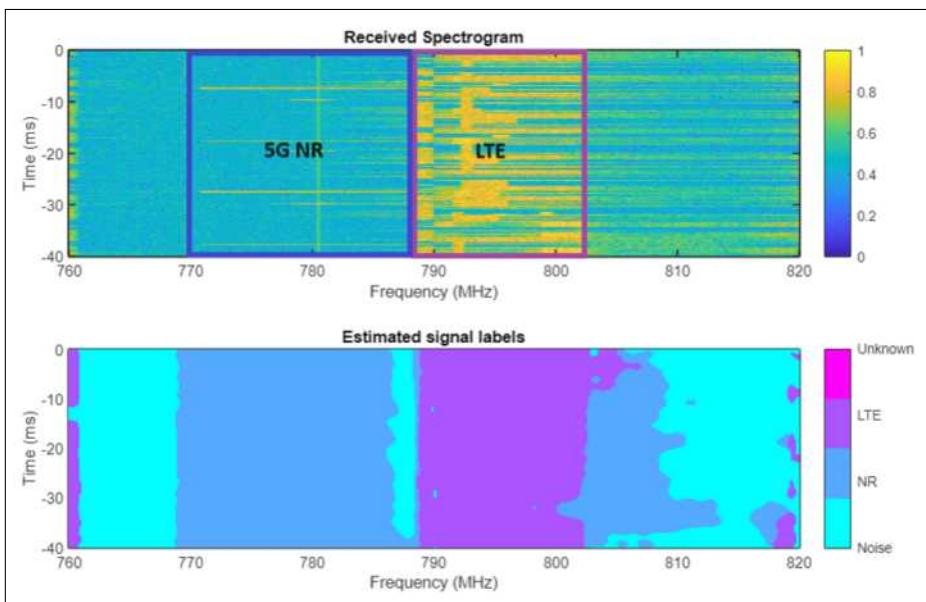 Received Spectrogram
0
-10
-20
-30
-40
Time (ms)
5G NR
LTE
760
770
780
790
800
810
820
Frequency (MHz)
1
0.8
0.6
0.4
0.2
0
Estimated signal labels
0
-10
-20
-30
-40
Time (ms)
760
770
780
790
800
810
820
Frequency (MHz)
Unknown
LTE
NR
Noise